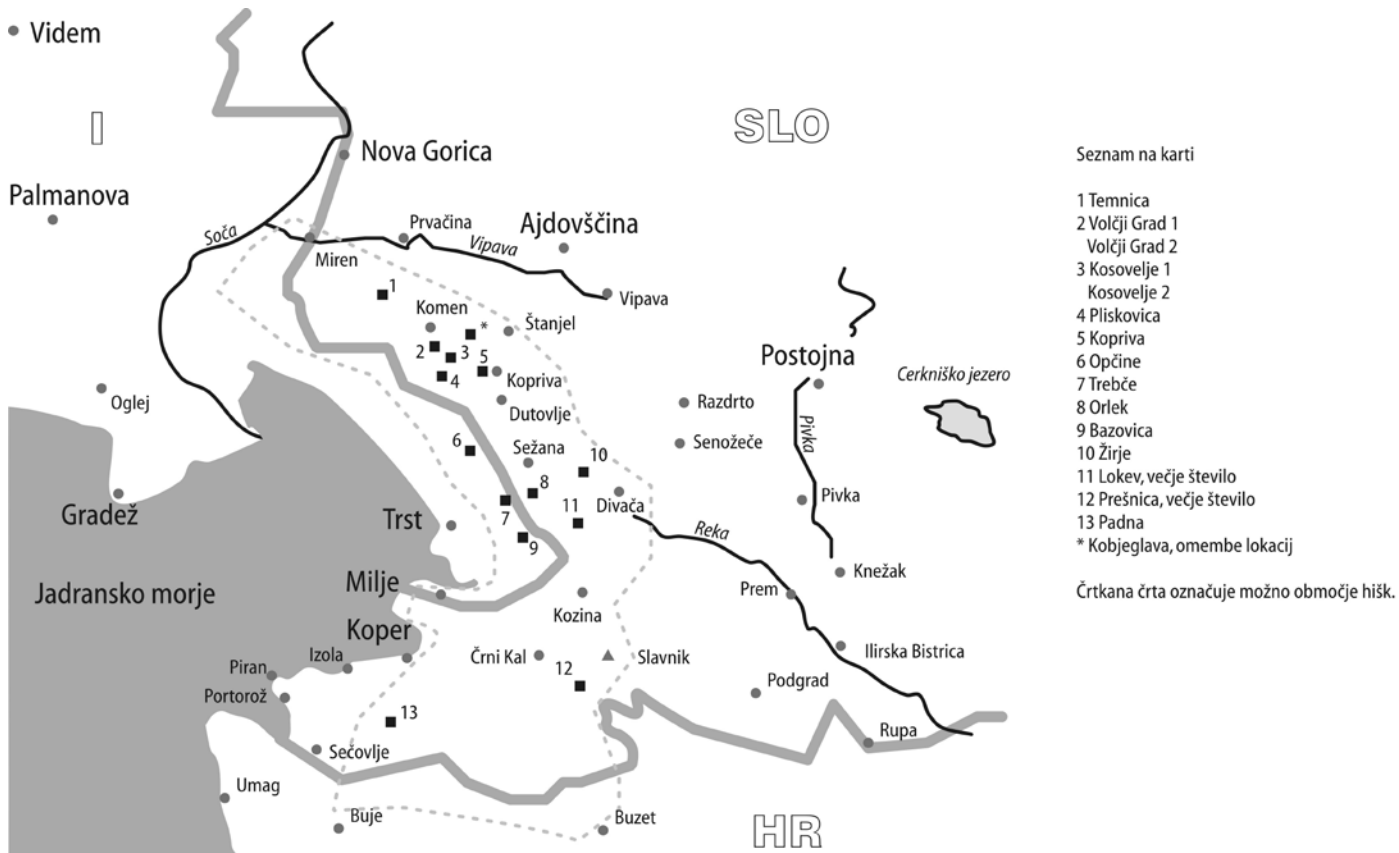 Videm
I
SLO
Nova Gorica
Palmanova
Soča
Prvačina
Ajdovščina
Vipava
Miren
Vipava
1
Komen
*
Štanjel
2
3
5
4
Kopriva
Dutovlje
Postojna
Cerkniško jezero
Oglej
Razdrto
Pivka
6
Sežana
10
Senožeče
8
Gradež
Trst
7
11
Divača
Pivka
9
Reka
Milje
Jadransko morje
Kozina
Prem
Knežak
Koper
Izola
Črni Kal
Slavnik
Ilirska Bistrica
Piran
12
Portorož
Podgrad
13
Rupa
Sečovlje
Umag
Buje
Buzet
HR
Seznam na karti
1 Temnica
2 Volčji Grad 1
Volčji Grad 2
3 Kosovelje 1
Kosovelje 2
4 Pliskovica
5 Kopriva
6 Opčine
7 Trebče
8 Orlek
9 Bazovica
10 Žirje
11 Lokev, večje število
12 Prešnica, večje število
13 Padna
* Kobjeglava, omembe lokacij
Črtkana črta označuje možno območje hišk.